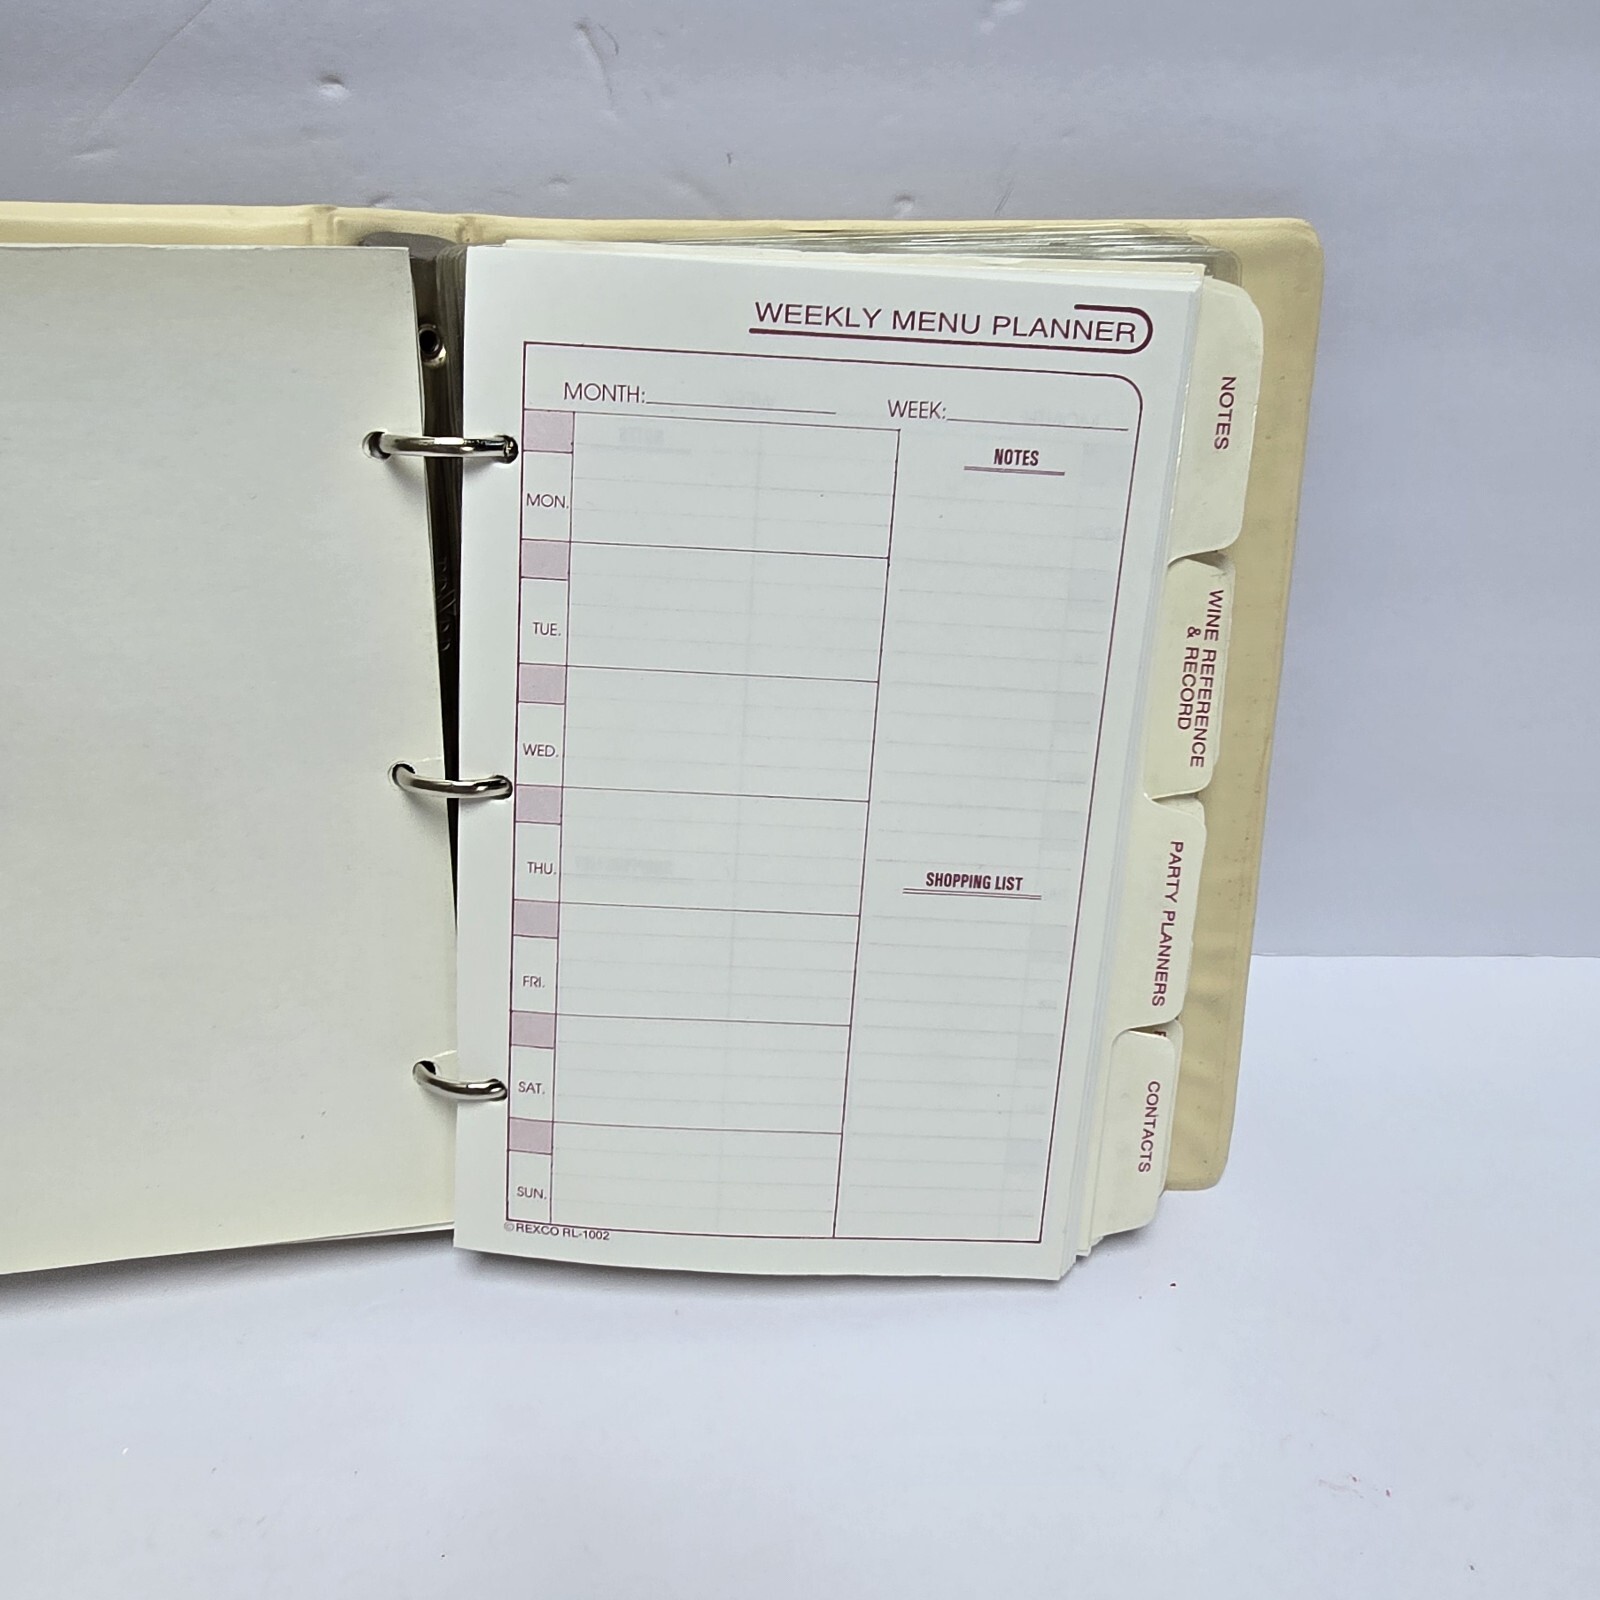 WEEKLY MENU PLANNER
MONTH:
WEEK:
NOTES
MON.
TUE.
WED.
THU.
SHOPPING LIST
FRI.
SAT.
SUN.
©REXCO RL-1002
NOTES
WINE REFERENCE
& RECORD
PARTY PLANNERS
CONTACTS